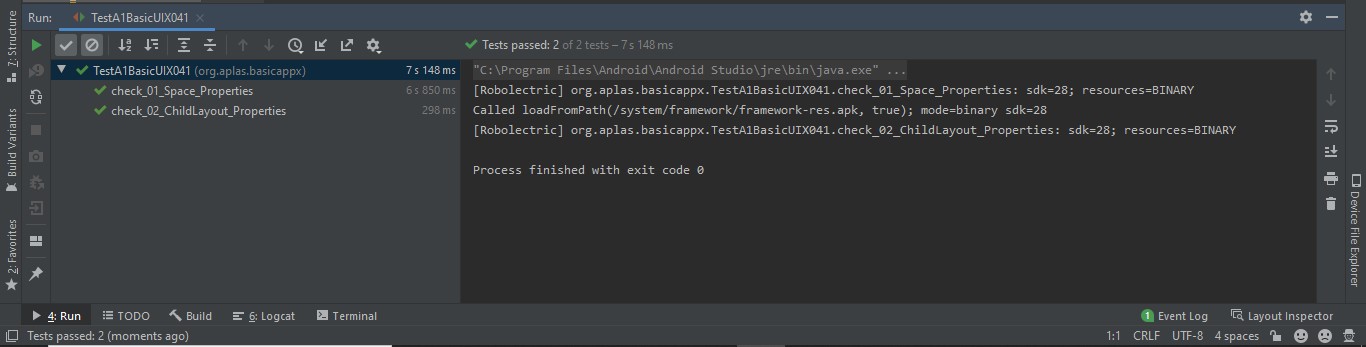 Run: TestA1BasicUIX041
Tests passed: 2 of 2 tests – 7 s 148 ms
TestA1BasicUIX041 (org.aplas.basicappx) 7 s 148 ms
check_01_Space_Properties 6 s 850 ms
check_02_ChildLayout_Properties 298 ms
"C:\Program Files\Android\Android Studio\jre\bin\java.exe" ...
[Robolectric] org.aplas.basicappx.TestA1BasicUIX041.check_01_Space_Properties: sdk=28; resources=BINARY
Called loadFromPath(/system/framework/framework-res.apk, true); mode=binary sdk=28
[Robolectric] org.aplas.basicappx.TestA1BasicUIX041.check_02_ChildLayout_Properties: sdk=28; resources=BINARY
Process finished with exit code 0
Z: Structure
Build Variants
2: Favorites
Device File Explorer
4: Run TODO Build 6: Logcat Terminal 1 Event Log Layout Inspector
Tests passed: 2 (moments ago) 1:1 CRLF UTF-8 4 spaces